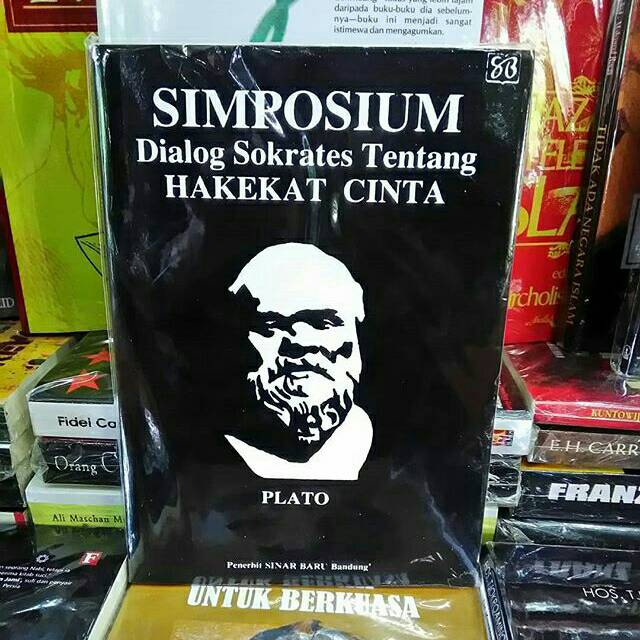 daripada buku-buku dia sebelum-
nya—buku ini menjadi sangat
istimewa dan mengagumkan.
SB
SIMPOSIUM
Dialog Sokrates Tentang
HAKEKAT CINTA
PLATO
Penerbit SINAR BARU Bandung
UNTUK BERKUASA
TIDAK ADA NEGARA ISLAM
Fidel Ca
Orang C
Ali Maschan M
KUNTOWIJ
E.H. CARR
FRANZ
HOS. T